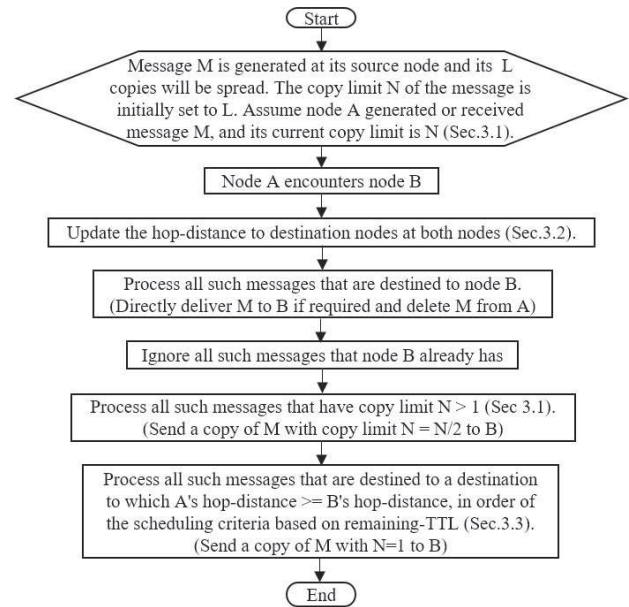 Start
Message M is generated at its source node and its L
copies will be spread. The copy limit N of the message is
initially set to L. Assume node A generated or received
message M, and its current copy limit is N (Sec.3.1).
Node A encounters node B
Update the hop-distance to destination nodes at both nodes (Sec.3.2).
Process all such messages that are destined to node B.
(Directly deliver M to B if required and delete M from A)
Ignore all such messages that node B already has
Process all such messages that have copy limit N > 1 (Sec 3.1).
(Send a copy of M with copy limit N = N/2 to B)
Process all such messages that are destined to a destination
to which A's hop-distance >= B's hop-distance, in order of
the scheduling criteria based on remaining-TTL (Sec.3.3).
(Send a copy of M with N=1 to B)
End